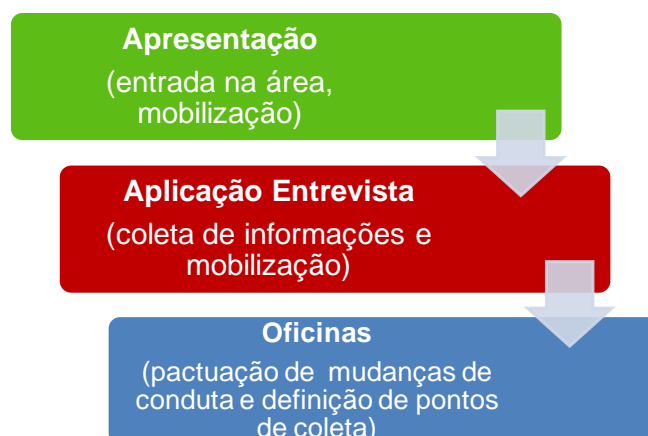 Apresentação
(entrada na área,
mobilização)
Aplicação Entrevista
(coleta de informações e
mobilização)
Oficinas
(pactuação de mudanças de
conduta e definição de pontos
de coleta)